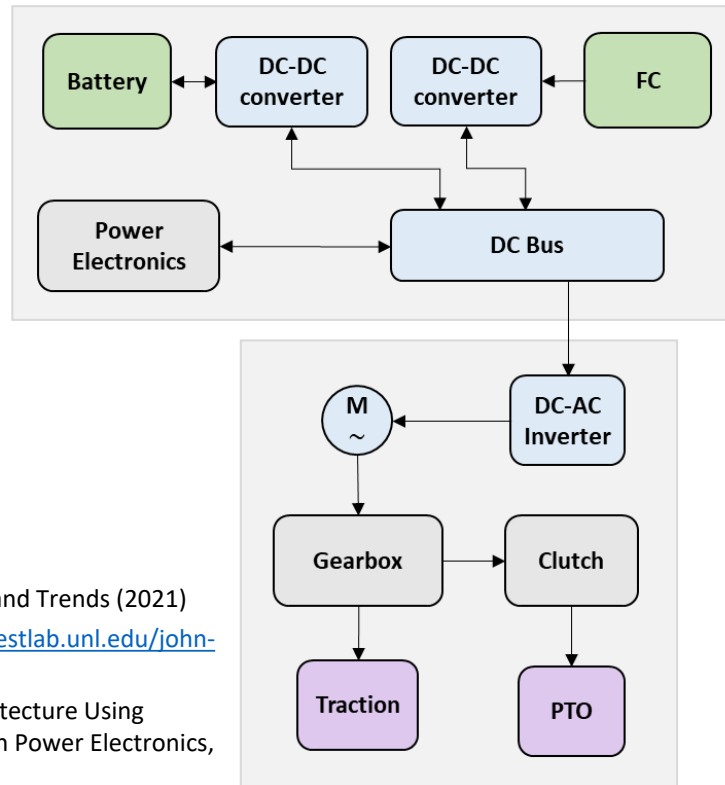 Battery
DC-DC
converter
DC-DC
converter
FC
Power
Electronics
DC Bus
M
~
DC-AC
Inverter
Gearbox
Clutch
Traction
PTO
and Trends (2021)
estlab.unl.edu/john-
tecture Using
n Power Electronics,